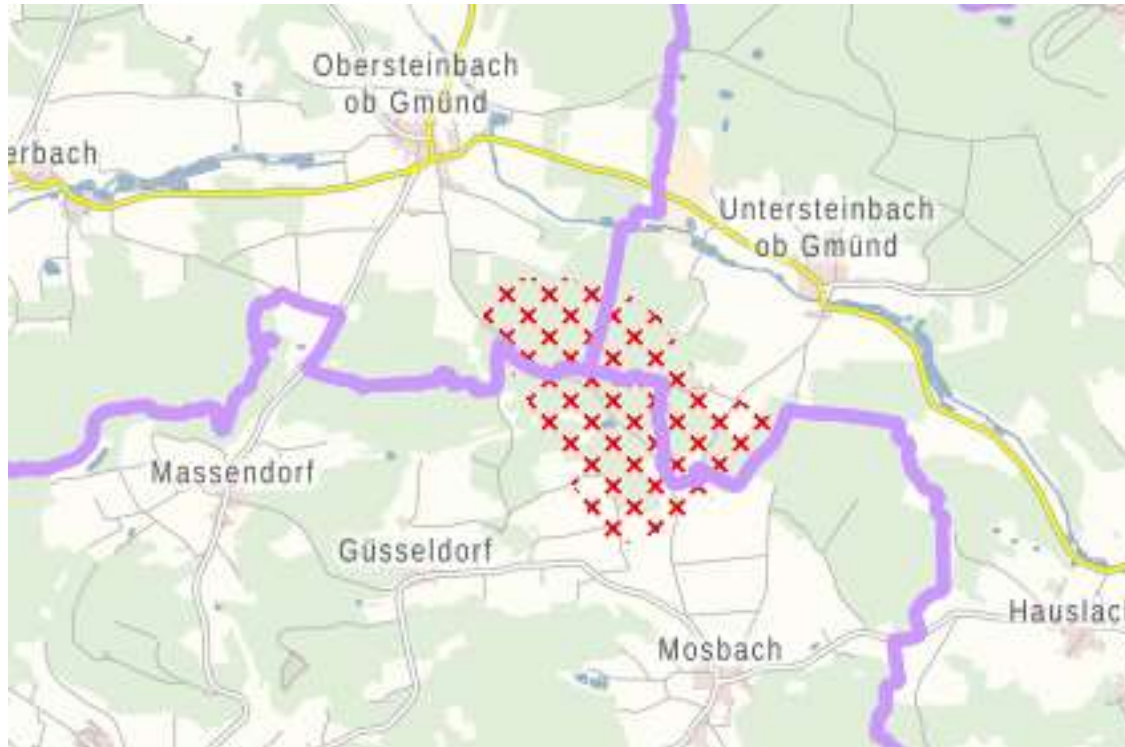 Obersteinbach
ob Gmünd
erbach
Untersteinbach
ob Gmünd
Massendorf
Güsseldorf
Mosbach
Hauslach